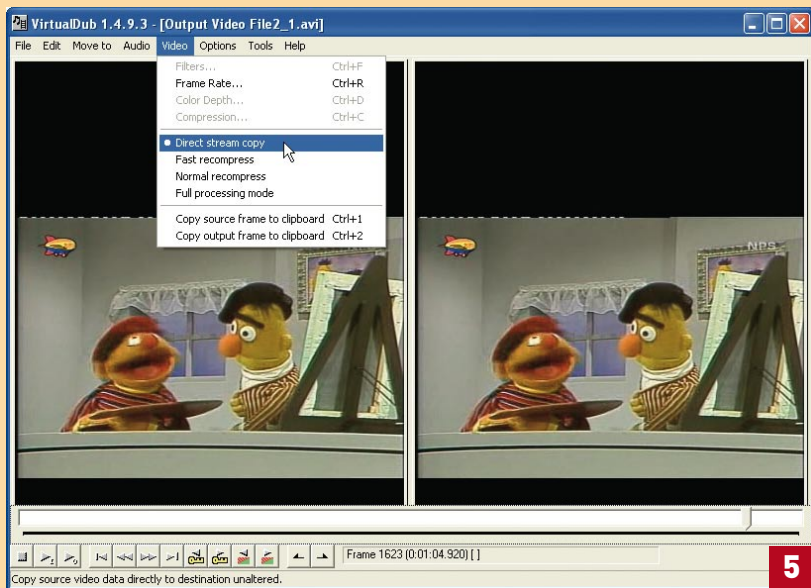 VirtualDub 1.4.9.3 - [Output Video File2_1.avi]
File Edit Move to Audio Video Options Tools Help
Filters... Ctrl+F
Frame Rate... Ctrl+R
Color Depth... Ctrl+D
Compression... Ctrl+C
Direct stream copy
Fast recompress
Normal recompress
Full processing mode
Copy source frame to clipboard Ctrl+1
Copy output frame to clipboard Ctrl+2
NPS
Frame 1623 (0:01:04.920) [ ]
Copy source video data directly to destination unaltered.
5